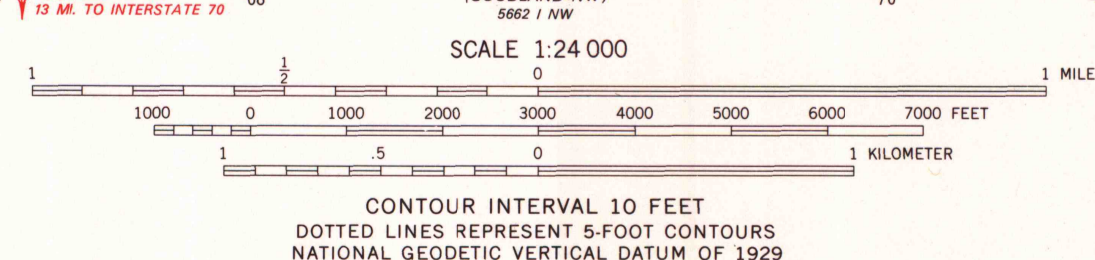 13 MI. TO INTERSTATE 70
5662 I NW
SCALE 1:24 000
1 1/2 0 1 MILE
1000 0 1000 2000 3000 4000 5000 6000 7000 FEET
1 .5 0 1 KILOMETER
CONTOUR INTERVAL 10 FEET
DOTTED LINES REPRESENT 5-FOOT CONTOURS
NATIONAL GEODETIC VERTICAL DATUM OF 1929